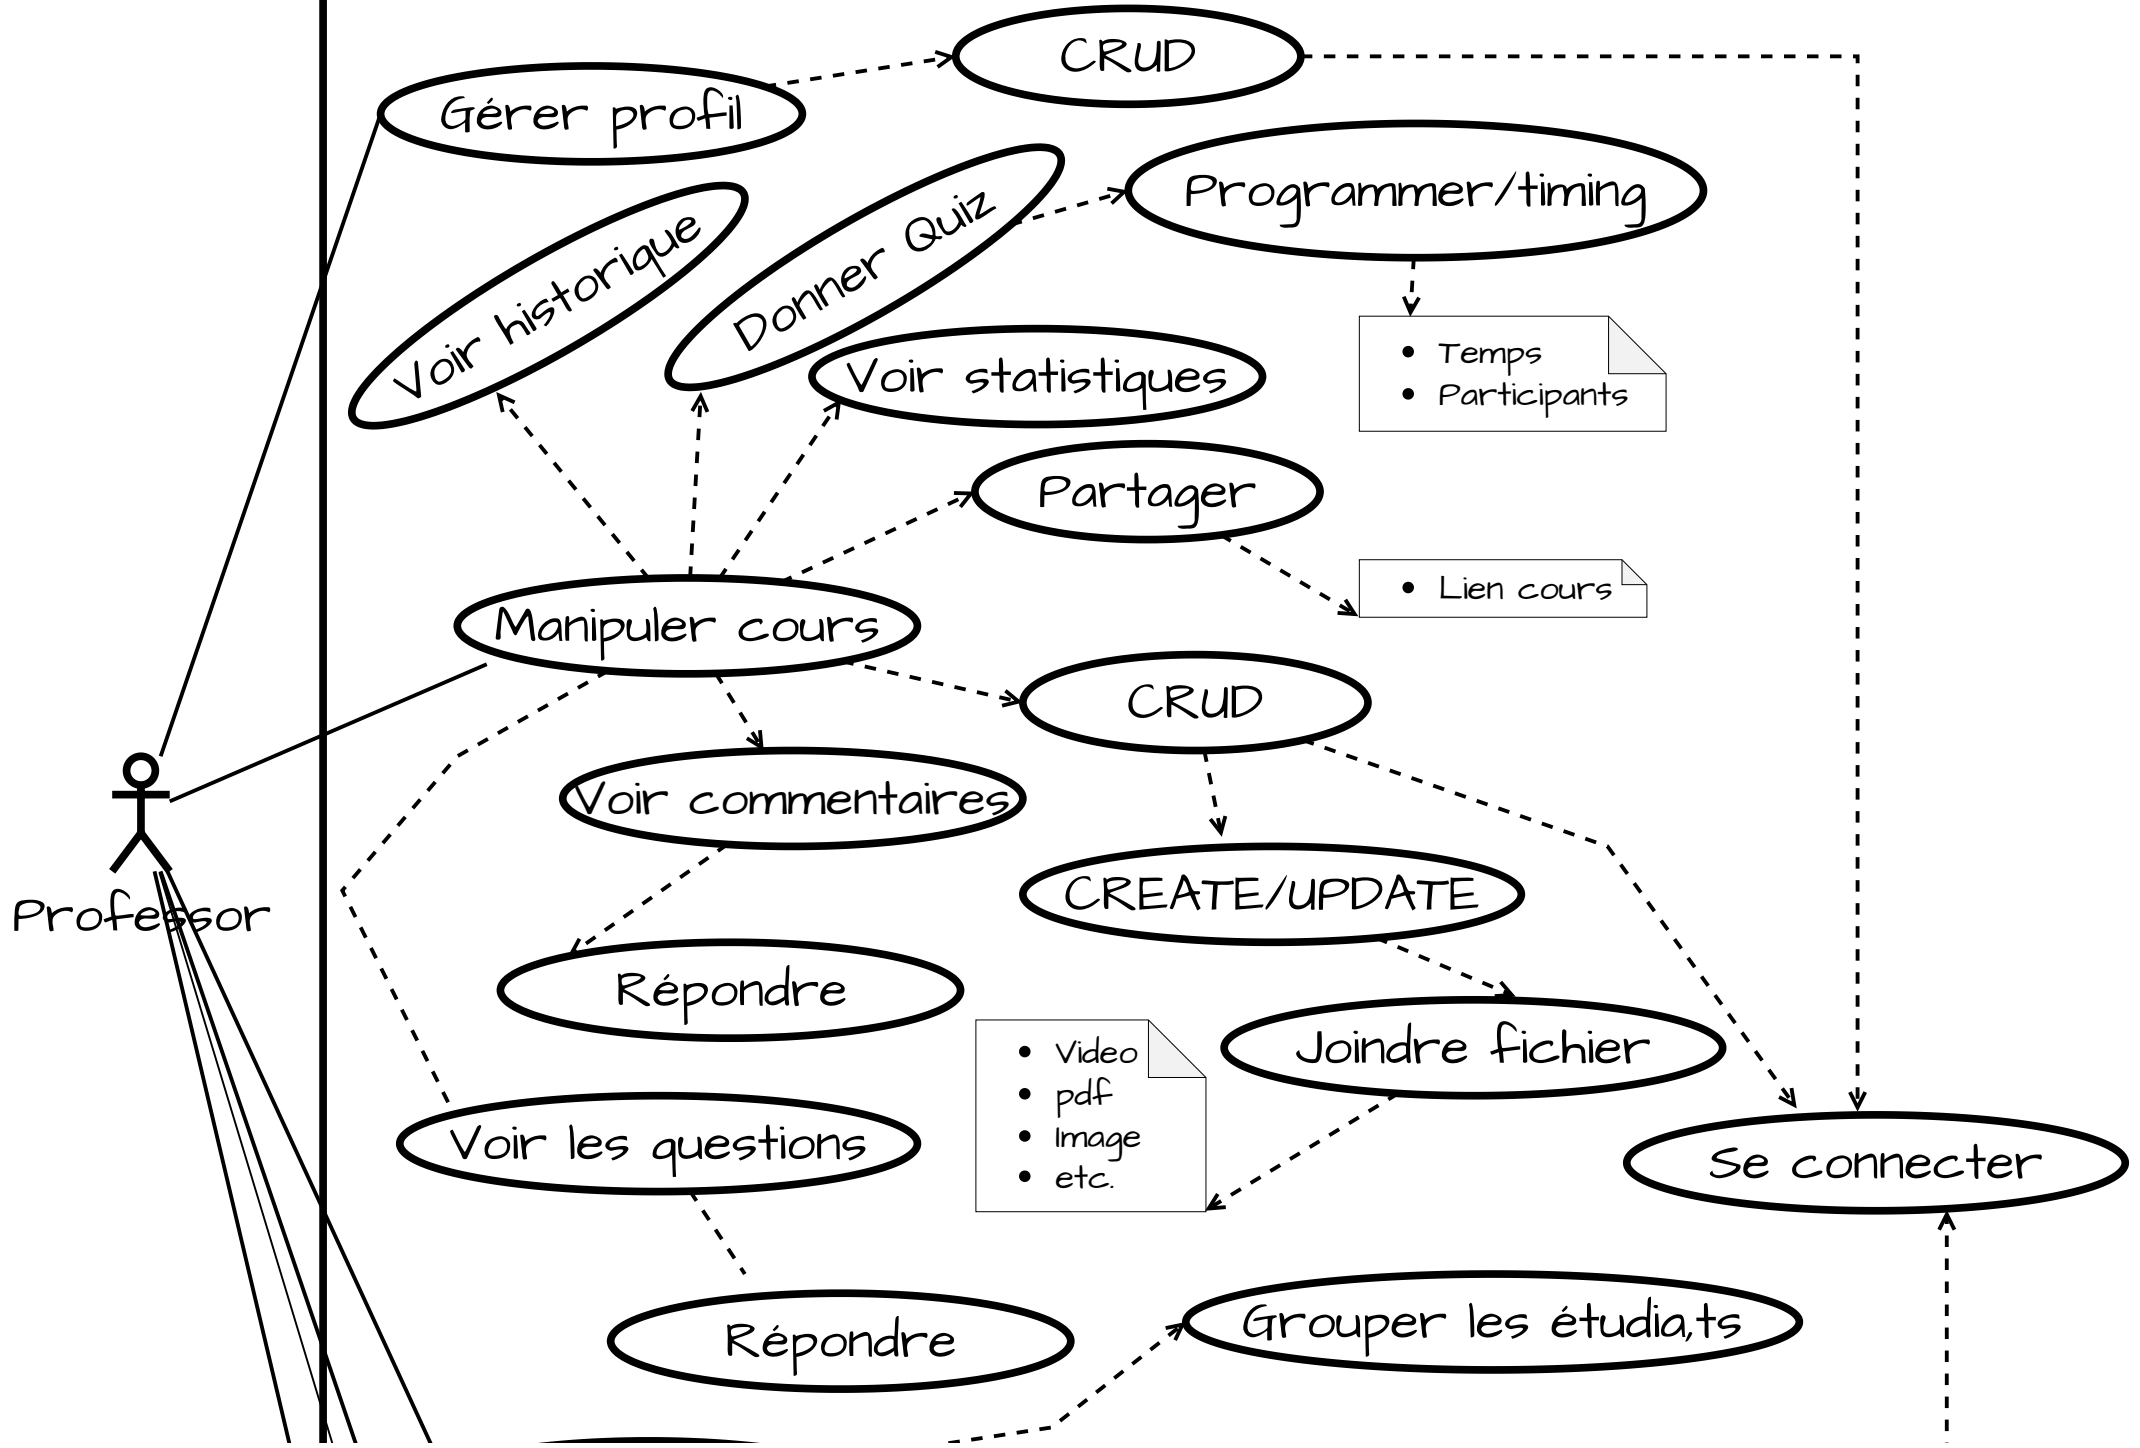 CRUD
Gérer profil
Programmer/timing
Voir historique
Donner Quiz
Temps
Participants
Voir statistiques
Partager
Lien cours
Manipuler cours
CRUD
Voir commentaires
CREATE/UPDATE
Professor
Répondre
Joindre fichier
Video
pdf
Image
etc.
Voir les questions
Se connecter
Répondre
Grouper les étudia,ts